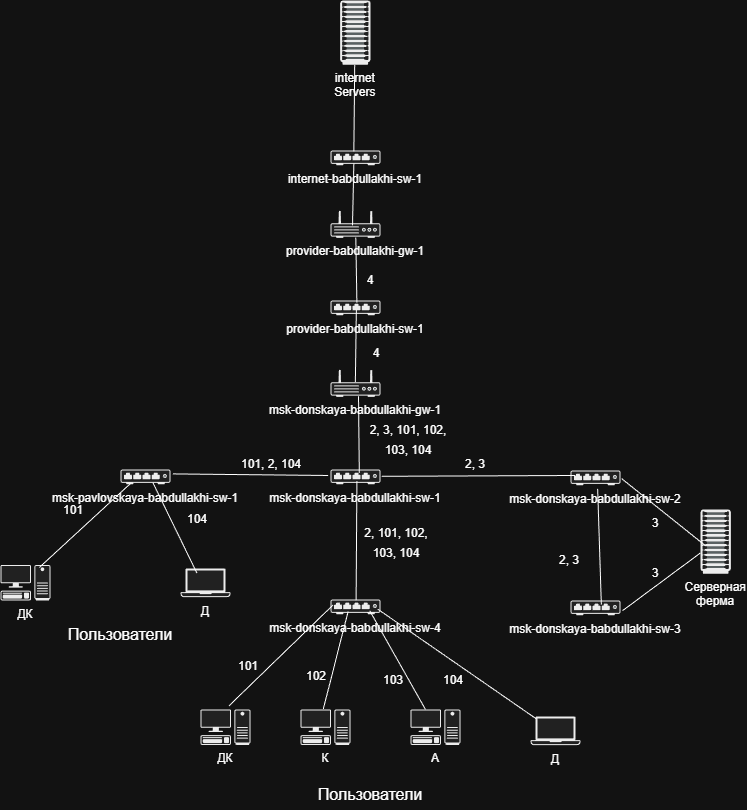 internet
Servers
internet-babdullakhi-sw-1
provider-babdullakhi-gw-1
4
provider-babdullakhi-sw-1
4
msk-donskaya-babdullakhi-gw-1
2, 3, 101, 102,
103, 104
101, 2, 104
2, 3
msk-pavlovskaya-babdullakhi-sw-1
msk-donskaya-babdullakhi-sw-1
msk-donskaya-babdullakhi-sw-2
101
104
2, 101, 102,
103, 104
3
2, 3
3
Серверная
ферма
ДК
Д
Пользователи
msk-donskaya-babdullakhi-sw-4
msk-donskaya-babdullakhi-sw-3
101
102
103
104
ДК
К
А
Д
Пользователи